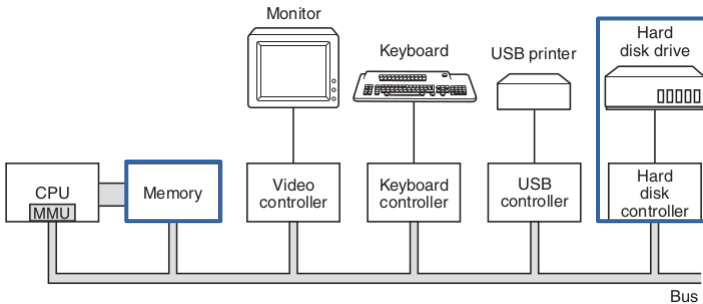 Monitor
Keyboard
USB printer
Hard
disk drive
CPU
MMU
Memory
Video
controller
Keyboard
controller
USB
controller
Hard
disk
controller
Bus